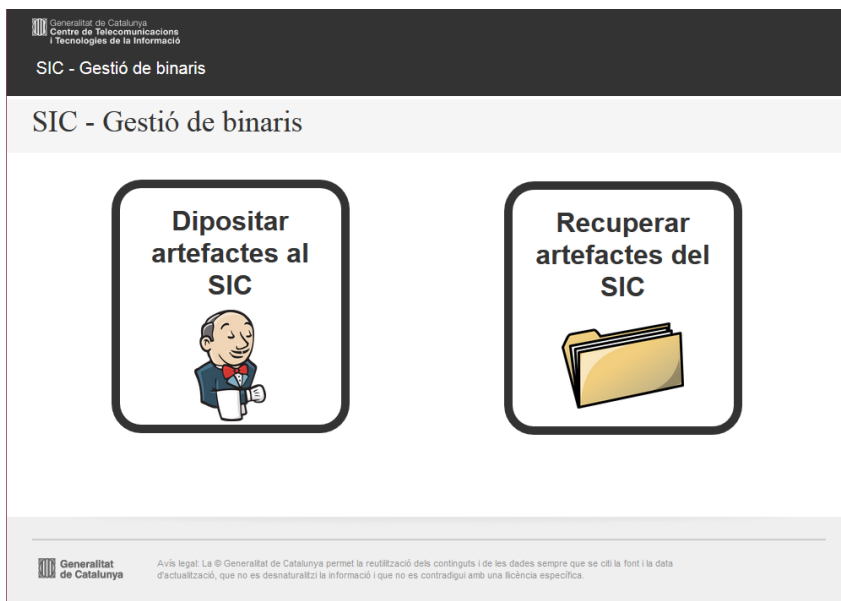 Generalitat de Catalunya
Centre de Telecomunicacions
i Tecnologies de la Informació
SIC - Gestió de binaris
SIC - Gestió de binaris
Dipositar
artefactes al
SIC
Recuperar
artefactes del
SIC
Generalitat
de Catalunya
Avís legal: La © Generalitat de Catalunya permet la reutilització dels continguts i de les dades sempre que se citi la font i la data
d'actualització, que no es desnaturalitzi la informació i que no es contradigui amb una llicència específica.